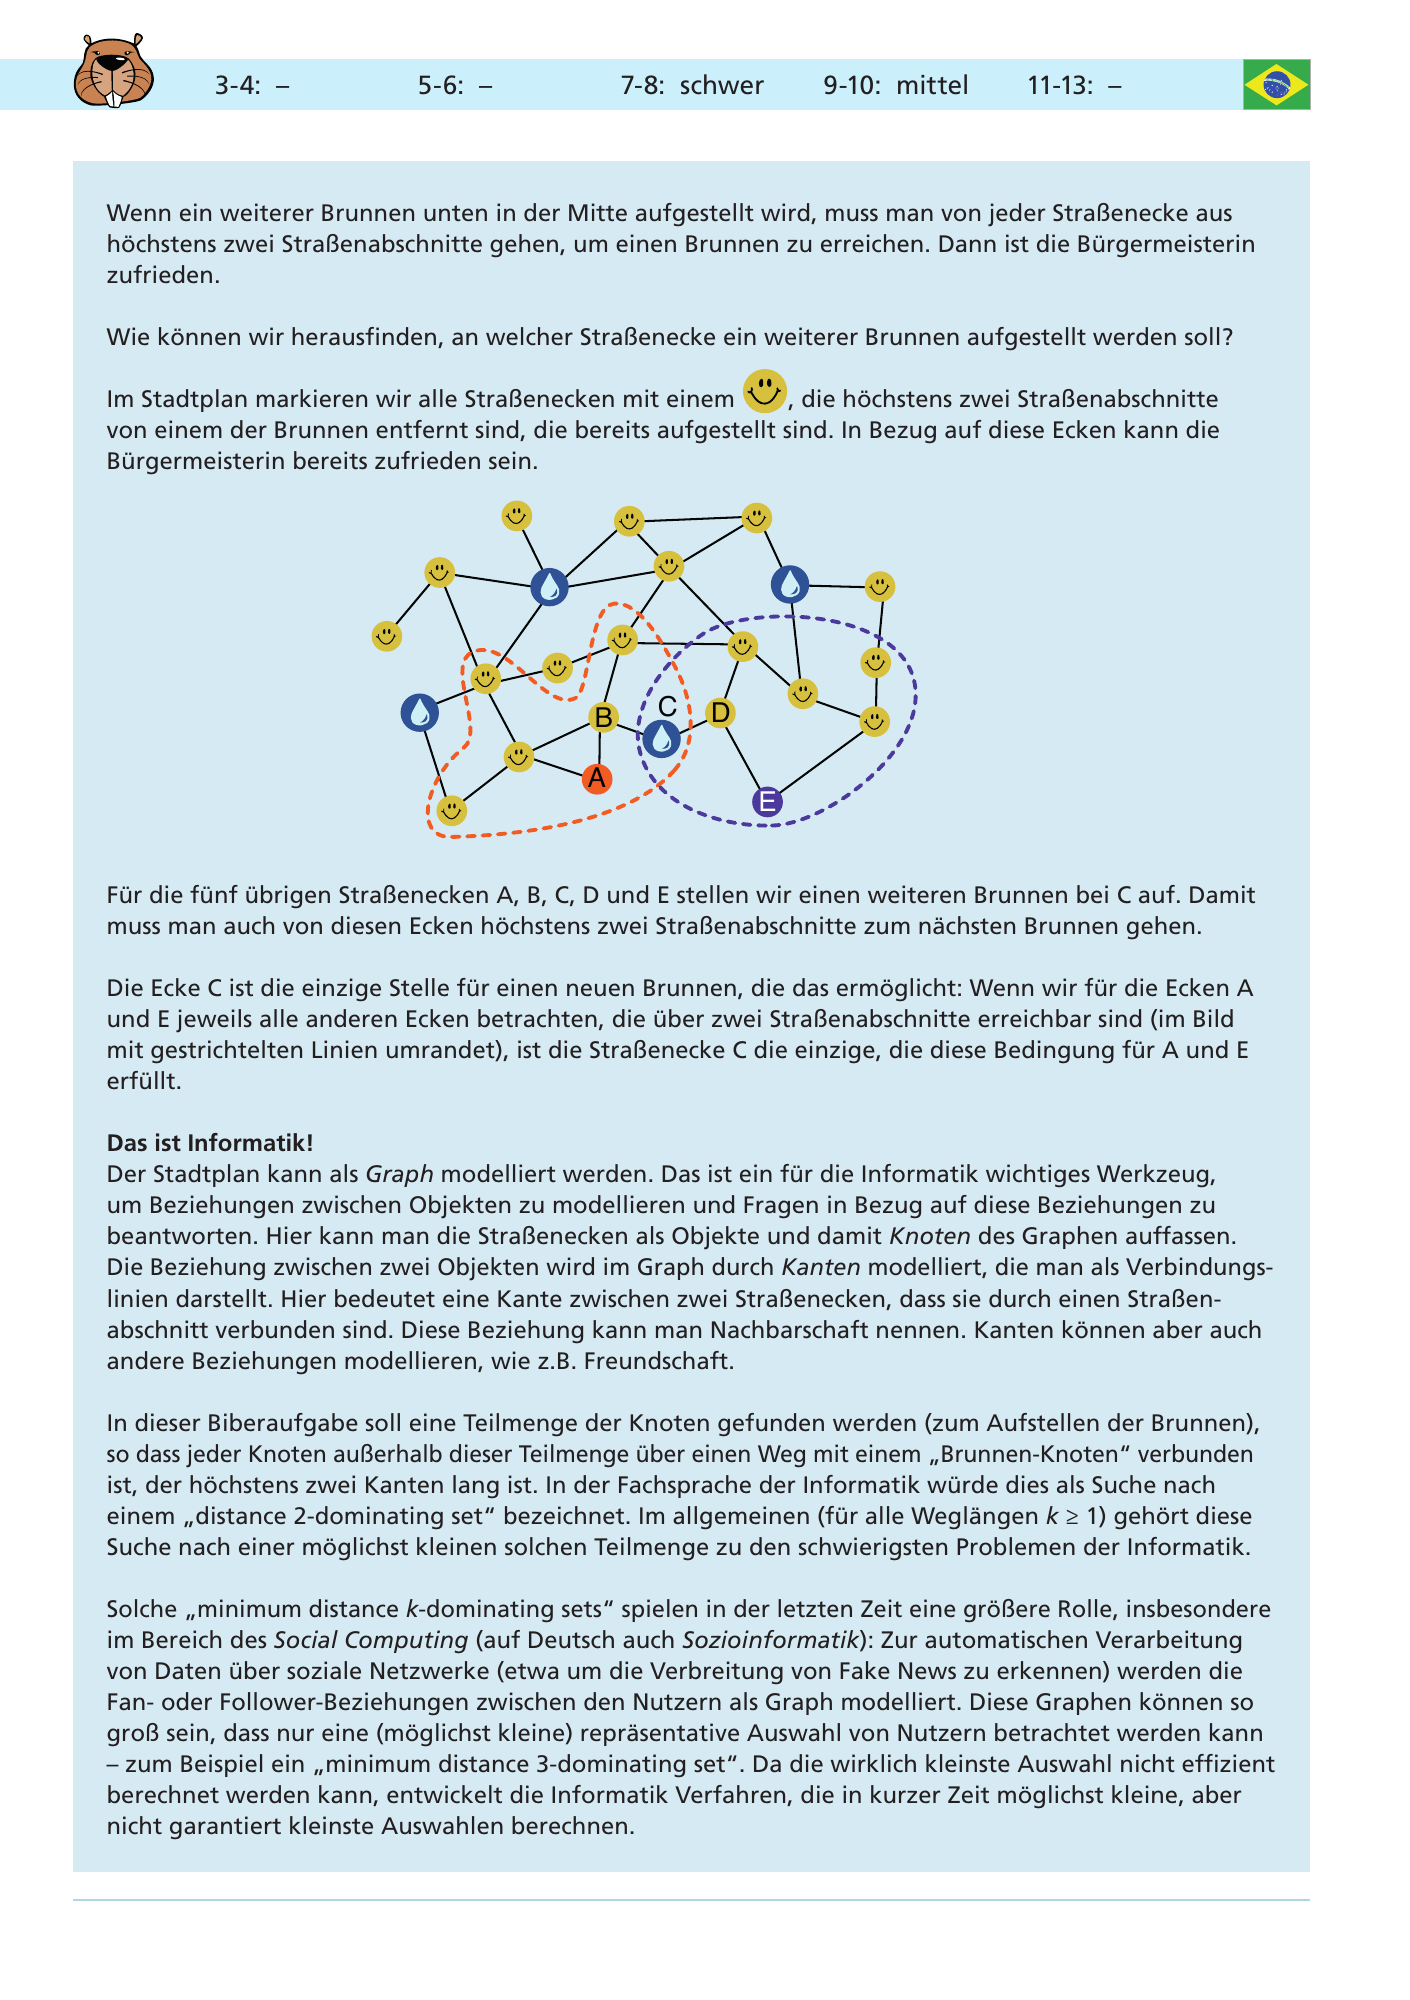 3-4: –	5-6: –	7-8: schwer	9-10: mittel	11-13: –
Wenn ein weiterer Brunnen unten in der Mitte aufgestellt wird, muss man von jeder Straßenecke aus
höchstens zwei Straßenabschnitte gehen, um einen Brunnen zu erreichen. Dann ist die Bürgermeisterin
zufrieden.
Wie können wir herausfinden, an welcher Straßenecke ein weiterer Brunnen aufgestellt werden soll?
Im Stadtplan markieren wir alle Straßenecken mit einem , die höchstens zwei Straßenabschnitte
von einem der Brunnen entfernt sind, die bereits aufgestellt sind. In Bezug auf diese Ecken kann die
Bürgermeisterin bereits zufrieden sein.
B
C
D
A
E
Für die fünf übrigen Straßenecken A, B, C, D und E stellen wir einen weiteren Brunnen bei C auf. Damit
muss man auch von diesen Ecken höchstens zwei Straßenabschnitte zum nächsten Brunnen gehen.
Die Ecke C ist die einzige Stelle für einen neuen Brunnen, die das ermöglicht: Wenn wir für die Ecken A
und E jeweils alle anderen Ecken betrachten, die über zwei Straßenabschnitte erreichbar sind (im Bild
mit gestrichtelten Linien umrandet), ist die Straßenecke C die einzige, die diese Bedingung für A und E
erfüllt.
Das ist Informatik!
Der Stadtplan kann als Graph modelliert werden. Das ist ein für die Informatik wichtiges Werkzeug,
um Beziehungen zwischen Objekten zu modellieren und Fragen in Bezug auf diese Beziehungen zu
beantworten. Hier kann man die Straßenecken als Objekte und damit Knoten des Graphen auffassen.
Die Beziehung zwischen zwei Objekten wird im Graph durch Kanten modelliert, die man als Verbindungs-
linien darstellt. Hier bedeutet eine Kante zwischen zwei Straßenecken, dass sie durch einen Straßen-
abschnitt verbunden sind. Diese Beziehung kann man Nachbarschaft nennen. Kanten können aber auch
andere Beziehungen modellieren, wie z.B. Freundschaft.
In dieser Biberaufgabe soll eine Teilmenge der Knoten gefunden werden (zum Aufstellen der Brunnen),
so dass jeder Knoten außerhalb dieser Teilmenge über einen Weg mit einem „Brunnen-Knoten“ verbunden
ist, der höchstens zwei Kanten lang ist. In der Fachsprache der Informatik würde dies als Suche nach
einem „distance 2-dominating set“ bezeichnet. Im allgemeinen (für alle Weglängen k ≥ 1) gehört diese
Suche nach einer möglichst kleinen solchen Teilmenge zu den schwierigsten Problemen der Informatik.
Solche „minimum distance k-dominating sets“ spielen in der letzten Zeit eine größere Rolle, insbesondere
im Bereich des Social Computing (auf Deutsch auch Sozioinformatik): Zur automatischen Verarbeitung
von Daten über soziale Netzwerke (etwa um die Verbreitung von Fake News zu erkennen) werden die
Fan- oder Follower-Beziehungen zwischen den Nutzern als Graph modelliert. Diese Graphen können so
groß sein, dass nur eine (möglichst kleine) repräsentative Auswahl von Nutzern betrachtet werden kann
– zum Beispiel ein „minimum distance 3-dominating set“. Da die wirklich kleinste Auswahl nicht effizient
berechnet werden kann, entwickelt die Informatik Verfahren, die in kurzer Zeit möglichst kleine, aber
nicht garantiert kleinste Auswahlen berechnen.